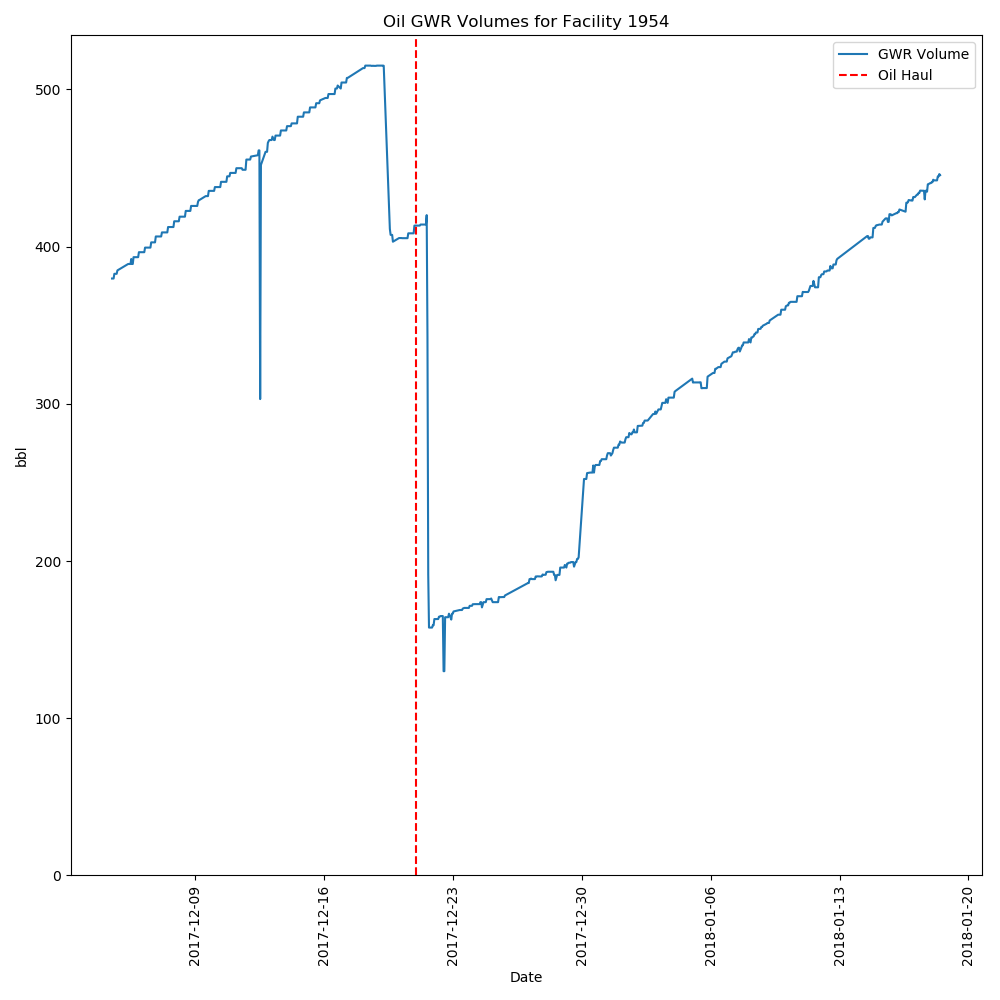 Oil GWR Volumes for Facility 1954
GWR Volume
Oil Haul
bbl
500
400
300
200
100
0
2017-12-09
2017-12-16
2017-12-23
2017-12-30
2018-01-06
2018-01-13
2018-01-20
Date